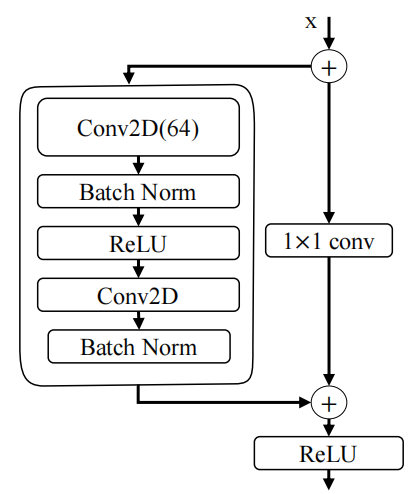 x
+
Conv2D(64)
Batch Norm
ReLU
1×1 conv
Conv2D
Batch Norm
+
ReLU